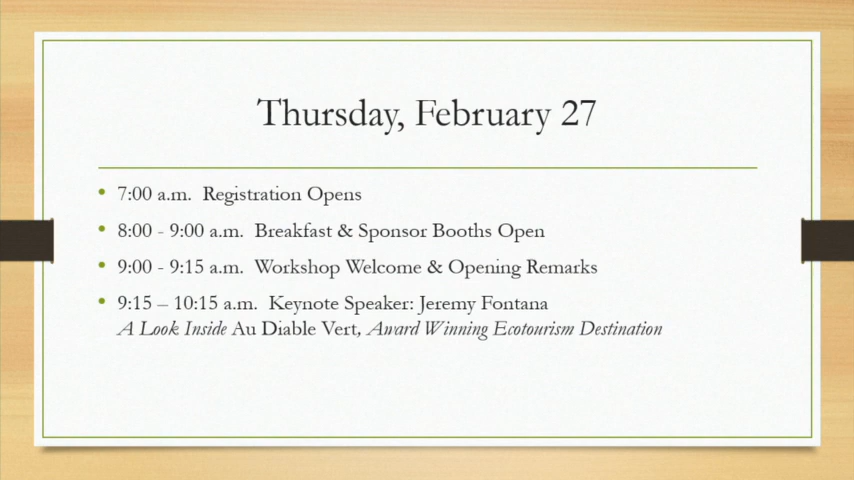 Thursday, February 27
• 7:00 a.m.  Registration Opens
• 8:00 - 9:00 a.m.  Breakfast & Sponsor Booths Open
• 9:00 - 9:15 a.m.  Workshop Welcome & Opening Remarks
• 9:15 – 10:15 a.m.  Keynote Speaker: Jeremy Fontana
A Look Inside Au Diable Vert, Award Winning Ecotourism Destination